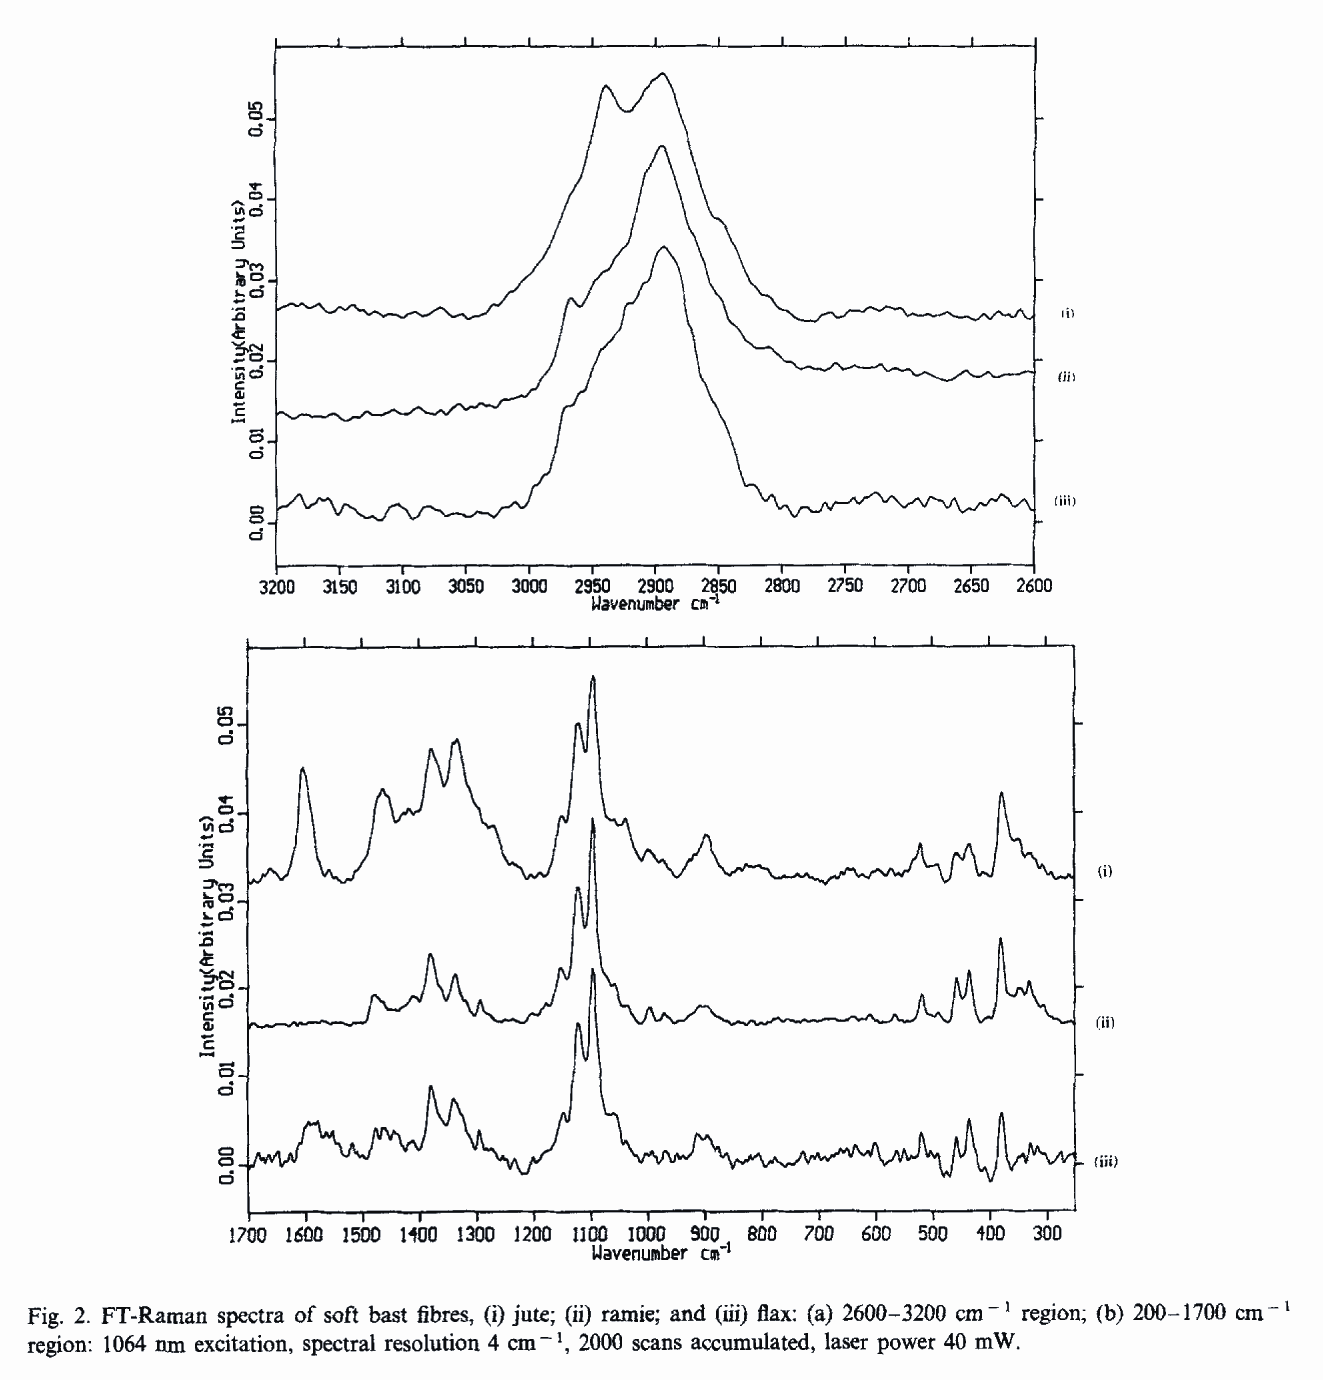 0.05
0.04
0.03
0.02
0.01
0.00
Intensity(Arbitrary Units)
(i)
(ii)
(iii)
3200 3150 3100 3050 3000 2950 2900 2850 2800 2750 2700 2650 2600
Wavenumber cm⁻¹
0.05
0.04
0.03
0.02
0.01
0.00
Intensity(Arbitrary Units)
(i)
(ii)
(iii)
1700 1600 1500 1400 1300 1200 1100 1000 900 800 700 600 500 400 300
Wavenumber cm⁻¹
Fig. 2. FT-Raman spectra of soft bast fibres, (i) jute; (ii) ramie; and (iii) flax: (a) 2600–3200 cm⁻¹ region; (b) 200–1700 cm⁻¹
region: 1064 nm excitation, spectral resolution 4 cm⁻¹, 2000 scans accumulated, laser power 40 mW.